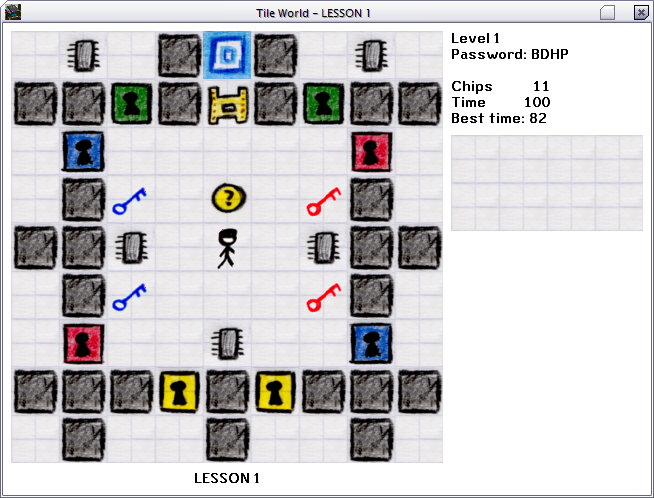 Tile World - LESSON 1
Level 1
Password: BDHP
Chips 11
Time 100
Best time: 82
?
LESSON 1